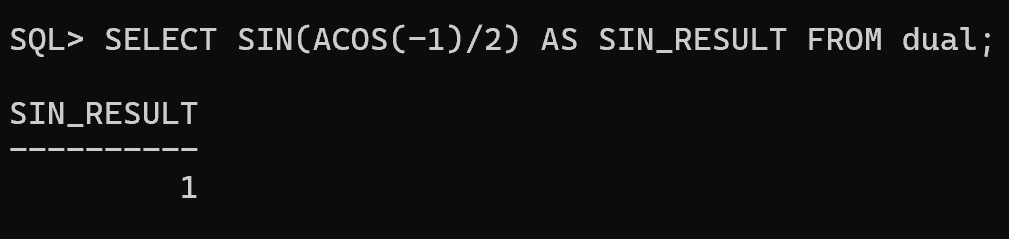 SQL> SELECT SIN(ACOS(-1)/2) AS SIN_RESULT FROM dual;
SIN_RESULT
----------
1